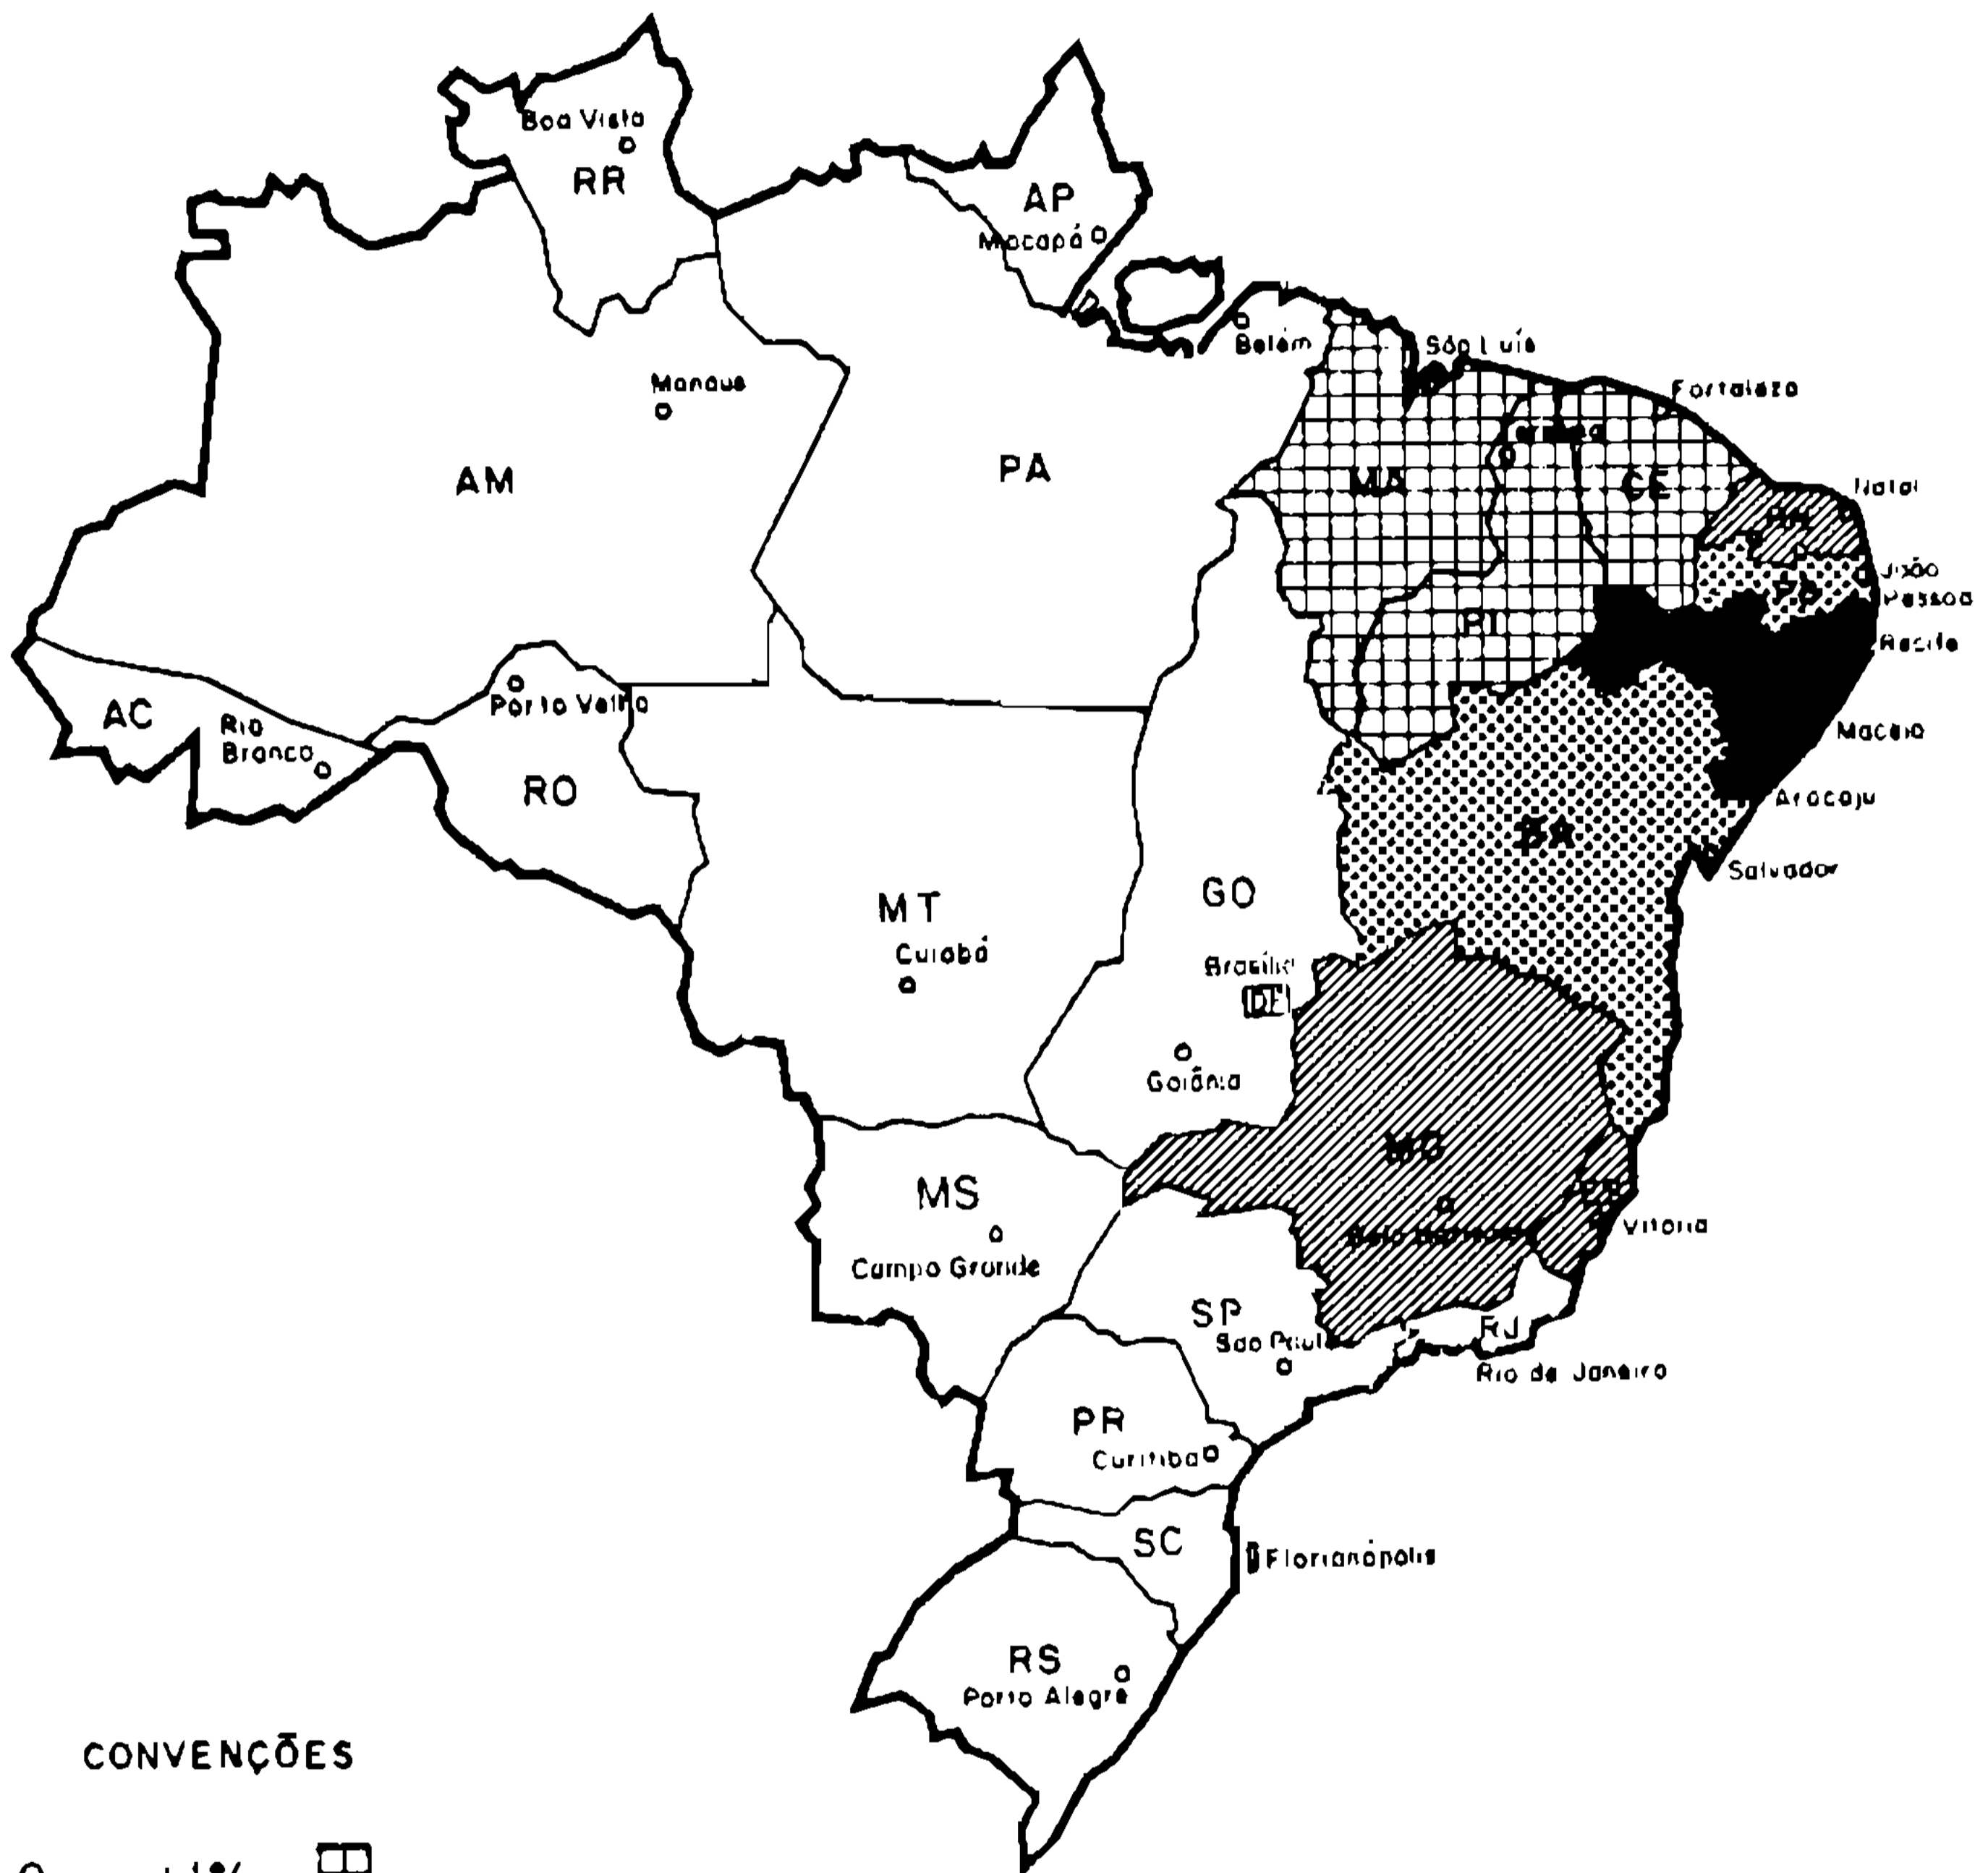 Boa Vista
RR
AP
Macapá
Belém
São Luís
Fortaleza
Manaus
AM
PA
MA
CE
Natal
João
Pessoa
PI
Recife
Porto Velho
AC
Rio
Branco
RO
Maceió
Aracaju
BA
Salvador
MT
Cuiabá
GO
Brasília
DF
Goiânia
MG
MS
Campo Grande
Vitória
SP
São Paulo
RJ
Rio de Janeiro
PR
Curitiba
SC
Florianópolis
RS
Porto Alegre
CONVENÇÕES